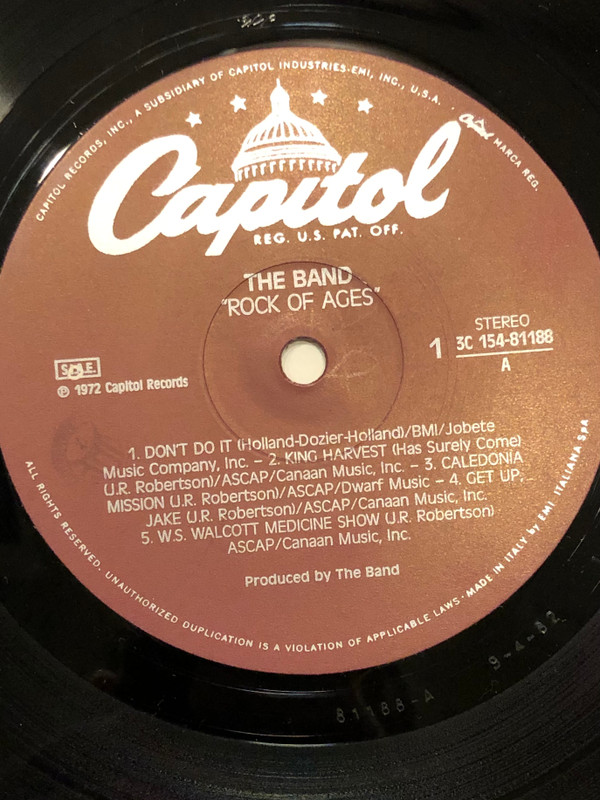 CAPITOL RECORDS, INC., A SUBSIDIARY OF CAPITOL INDUSTRIES-EMI, INC., U.S.A. · Capitol MARCA REG.
Capitol
REG. U.S. PAT. OFF.
THE BAND
"ROCK OF AGES"
STEREO
1 3C 154-81188
A
℗ 1972 Capitol Records
1. DON'T DO IT (Holland-Dozier-Holland)/BMI/Jobete
Music Company, Inc. – 2. KING HARVEST (Has Surely Come)
(J.R. Robertson)/ASCAP/Canaan Music, Inc. – 3. CALEDONIA
MISSION (J.R. Robertson)/ASCAP/Dwarf Music – 4. GET UP
JAKE (J.R. Robertson)/ASCAP/Canaan Music, Inc.
5. W.S. WALCOTT MEDICINE SHOW (J.R. Robertson)
ASCAP/Canaan Music, Inc.
Produced by The Band
ALL RIGHTS RESERVED. UNAUTHORIZED DUPLICATION IS A VIOLATION OF APPLICABLE LAWS · MADE IN ITALY by EMI ITALIANA SPA
81188-A
9-4-82